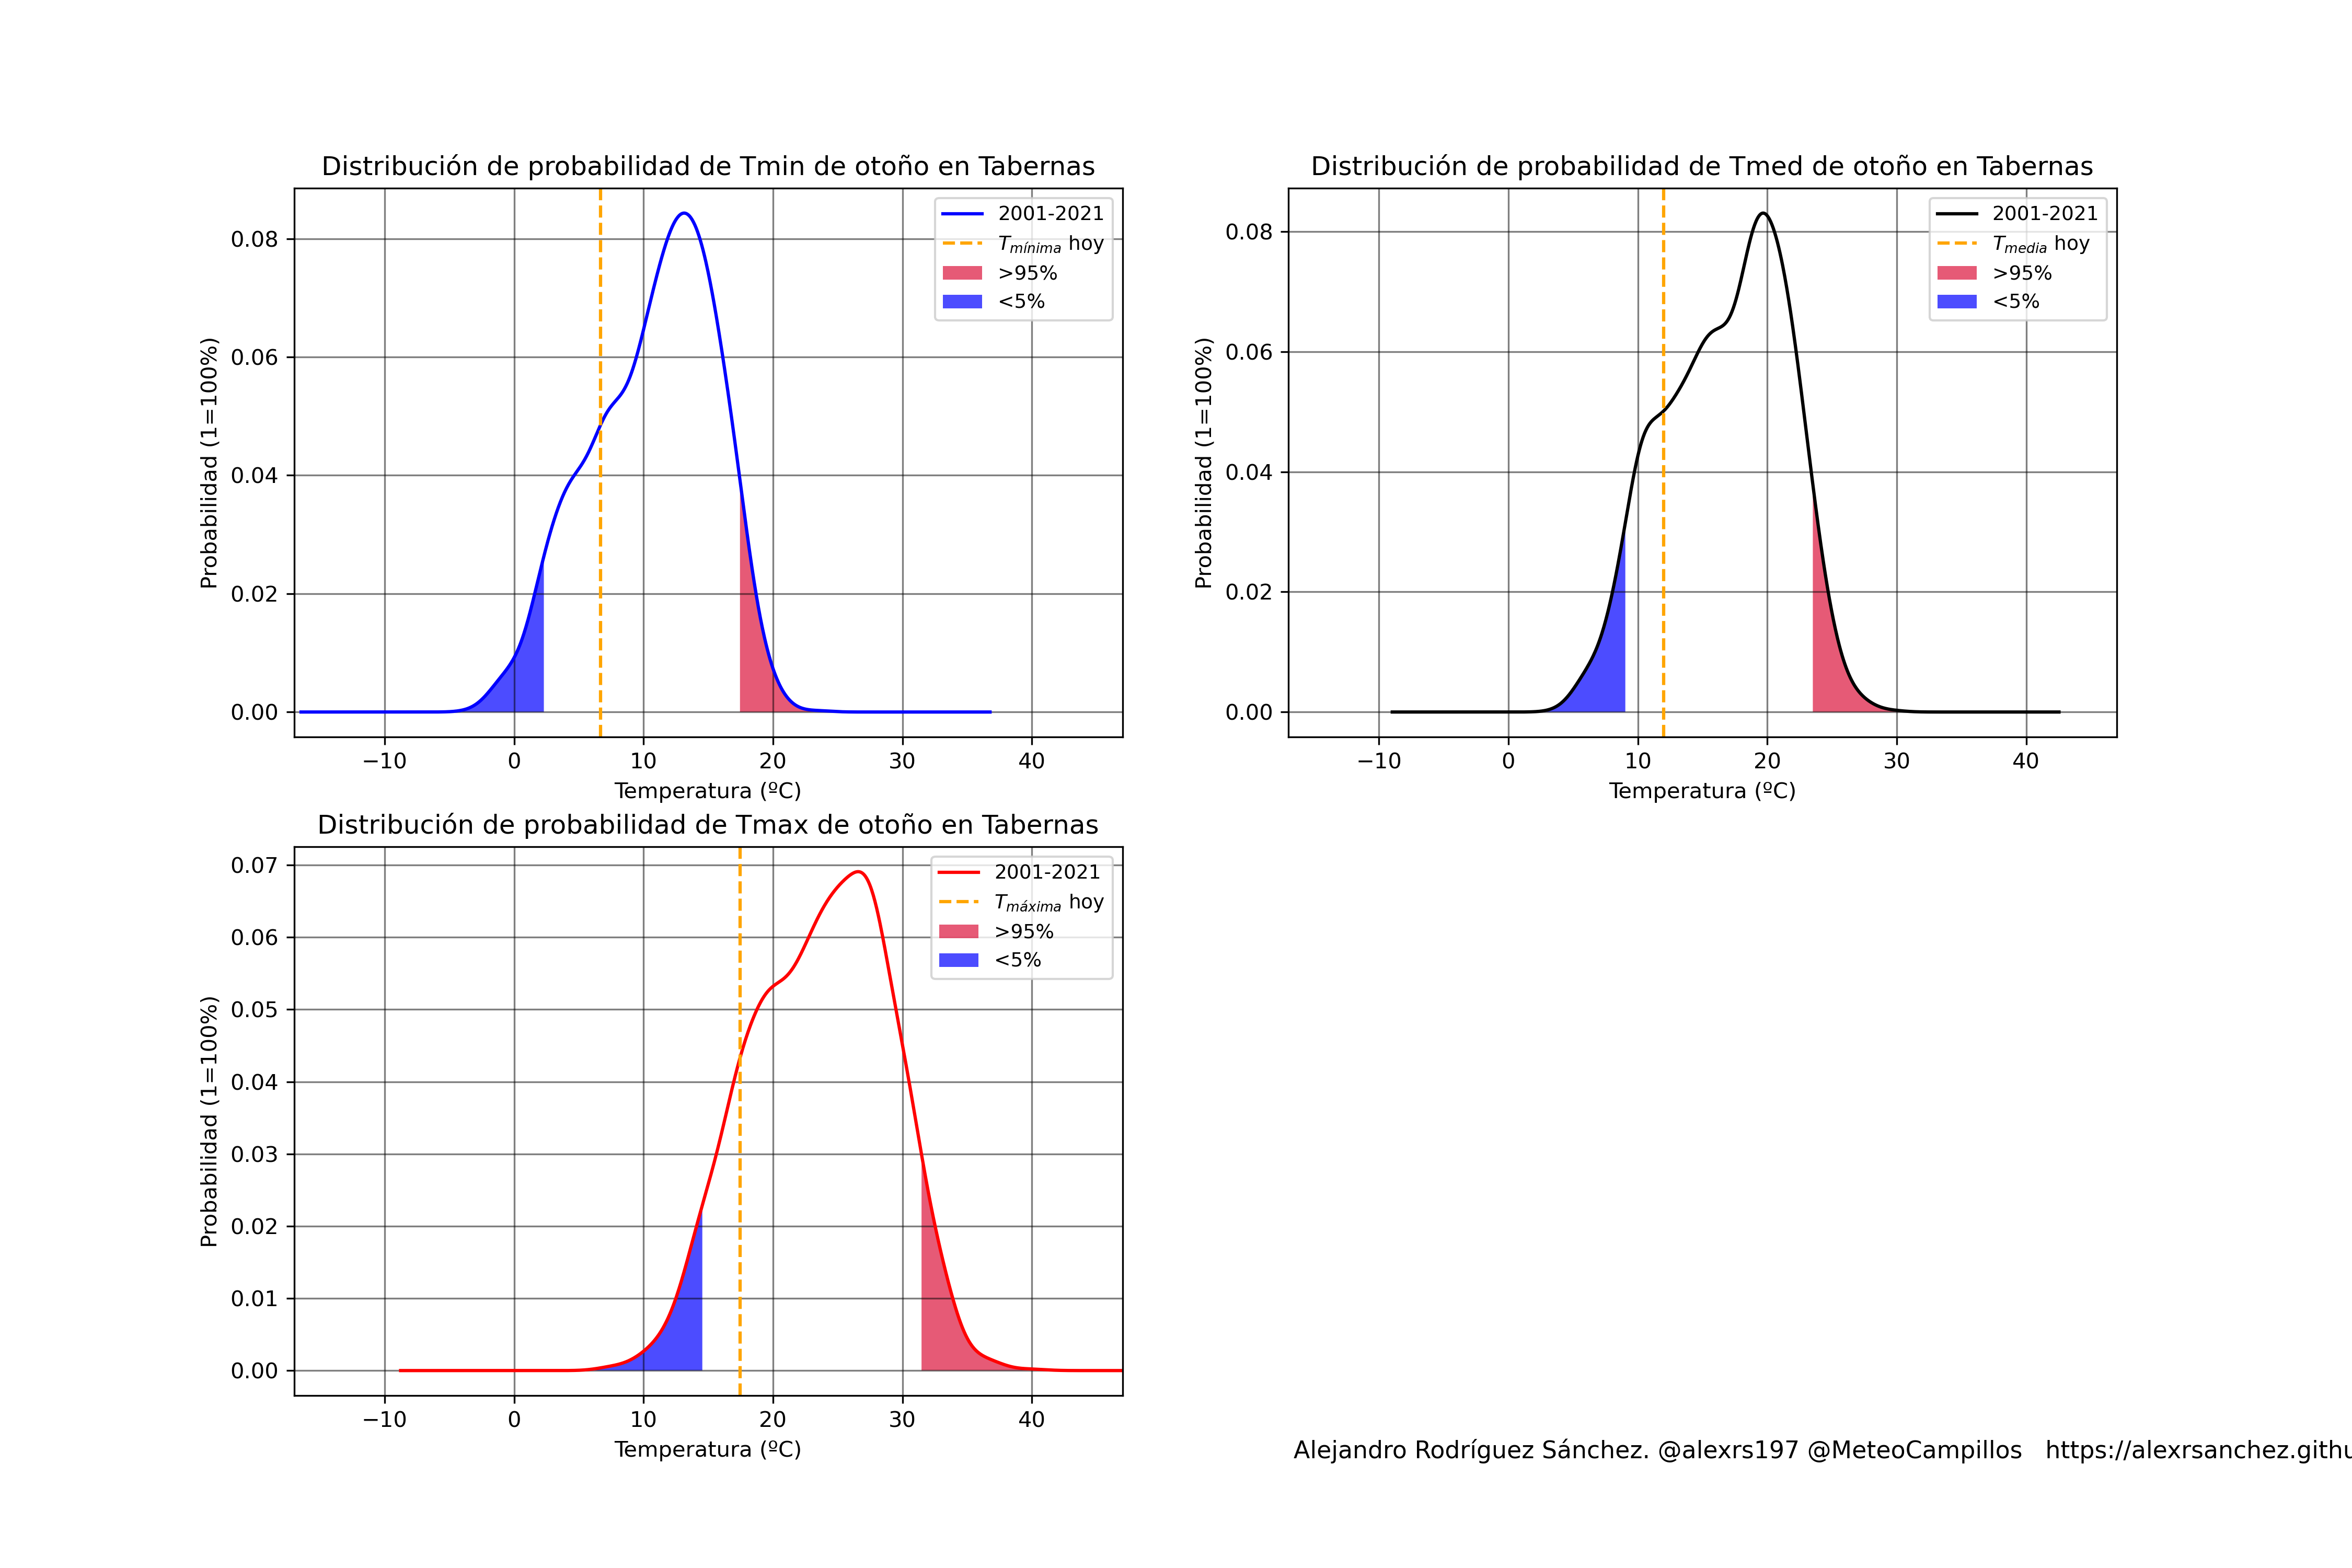 Distribución de probabilidad de Tmin de otoño en Tabernas
Probabilidad (1=100%)
0.08
0.06
0.04
0.02
0.00
2001-2021
Tmínima hoy
>95%
<5%
−10 0 10 20 30 40
Temperatura (ºC)
Distribución de probabilidad de Tmed de otoño en Tabernas
Probabilidad (1=100%)
0.08
0.06
0.04
0.02
0.00
2001-2021
Tmedia hoy
>95%
<5%
−10 0 10 20 30 40
Temperatura (ºC)
Distribución de probabilidad de Tmax de otoño en Tabernas
Probabilidad (1=100%)
0.07
0.06
0.05
0.04
0.03
0.02
0.01
0.00
2001-2021
Tmáxima hoy
>95%
<5%
−10 0 10 20 30 40
Temperatura (ºC)
Alejandro Rodríguez Sánchez. @alexrs197 @MeteoCampillos https://alexrsanchez.githu